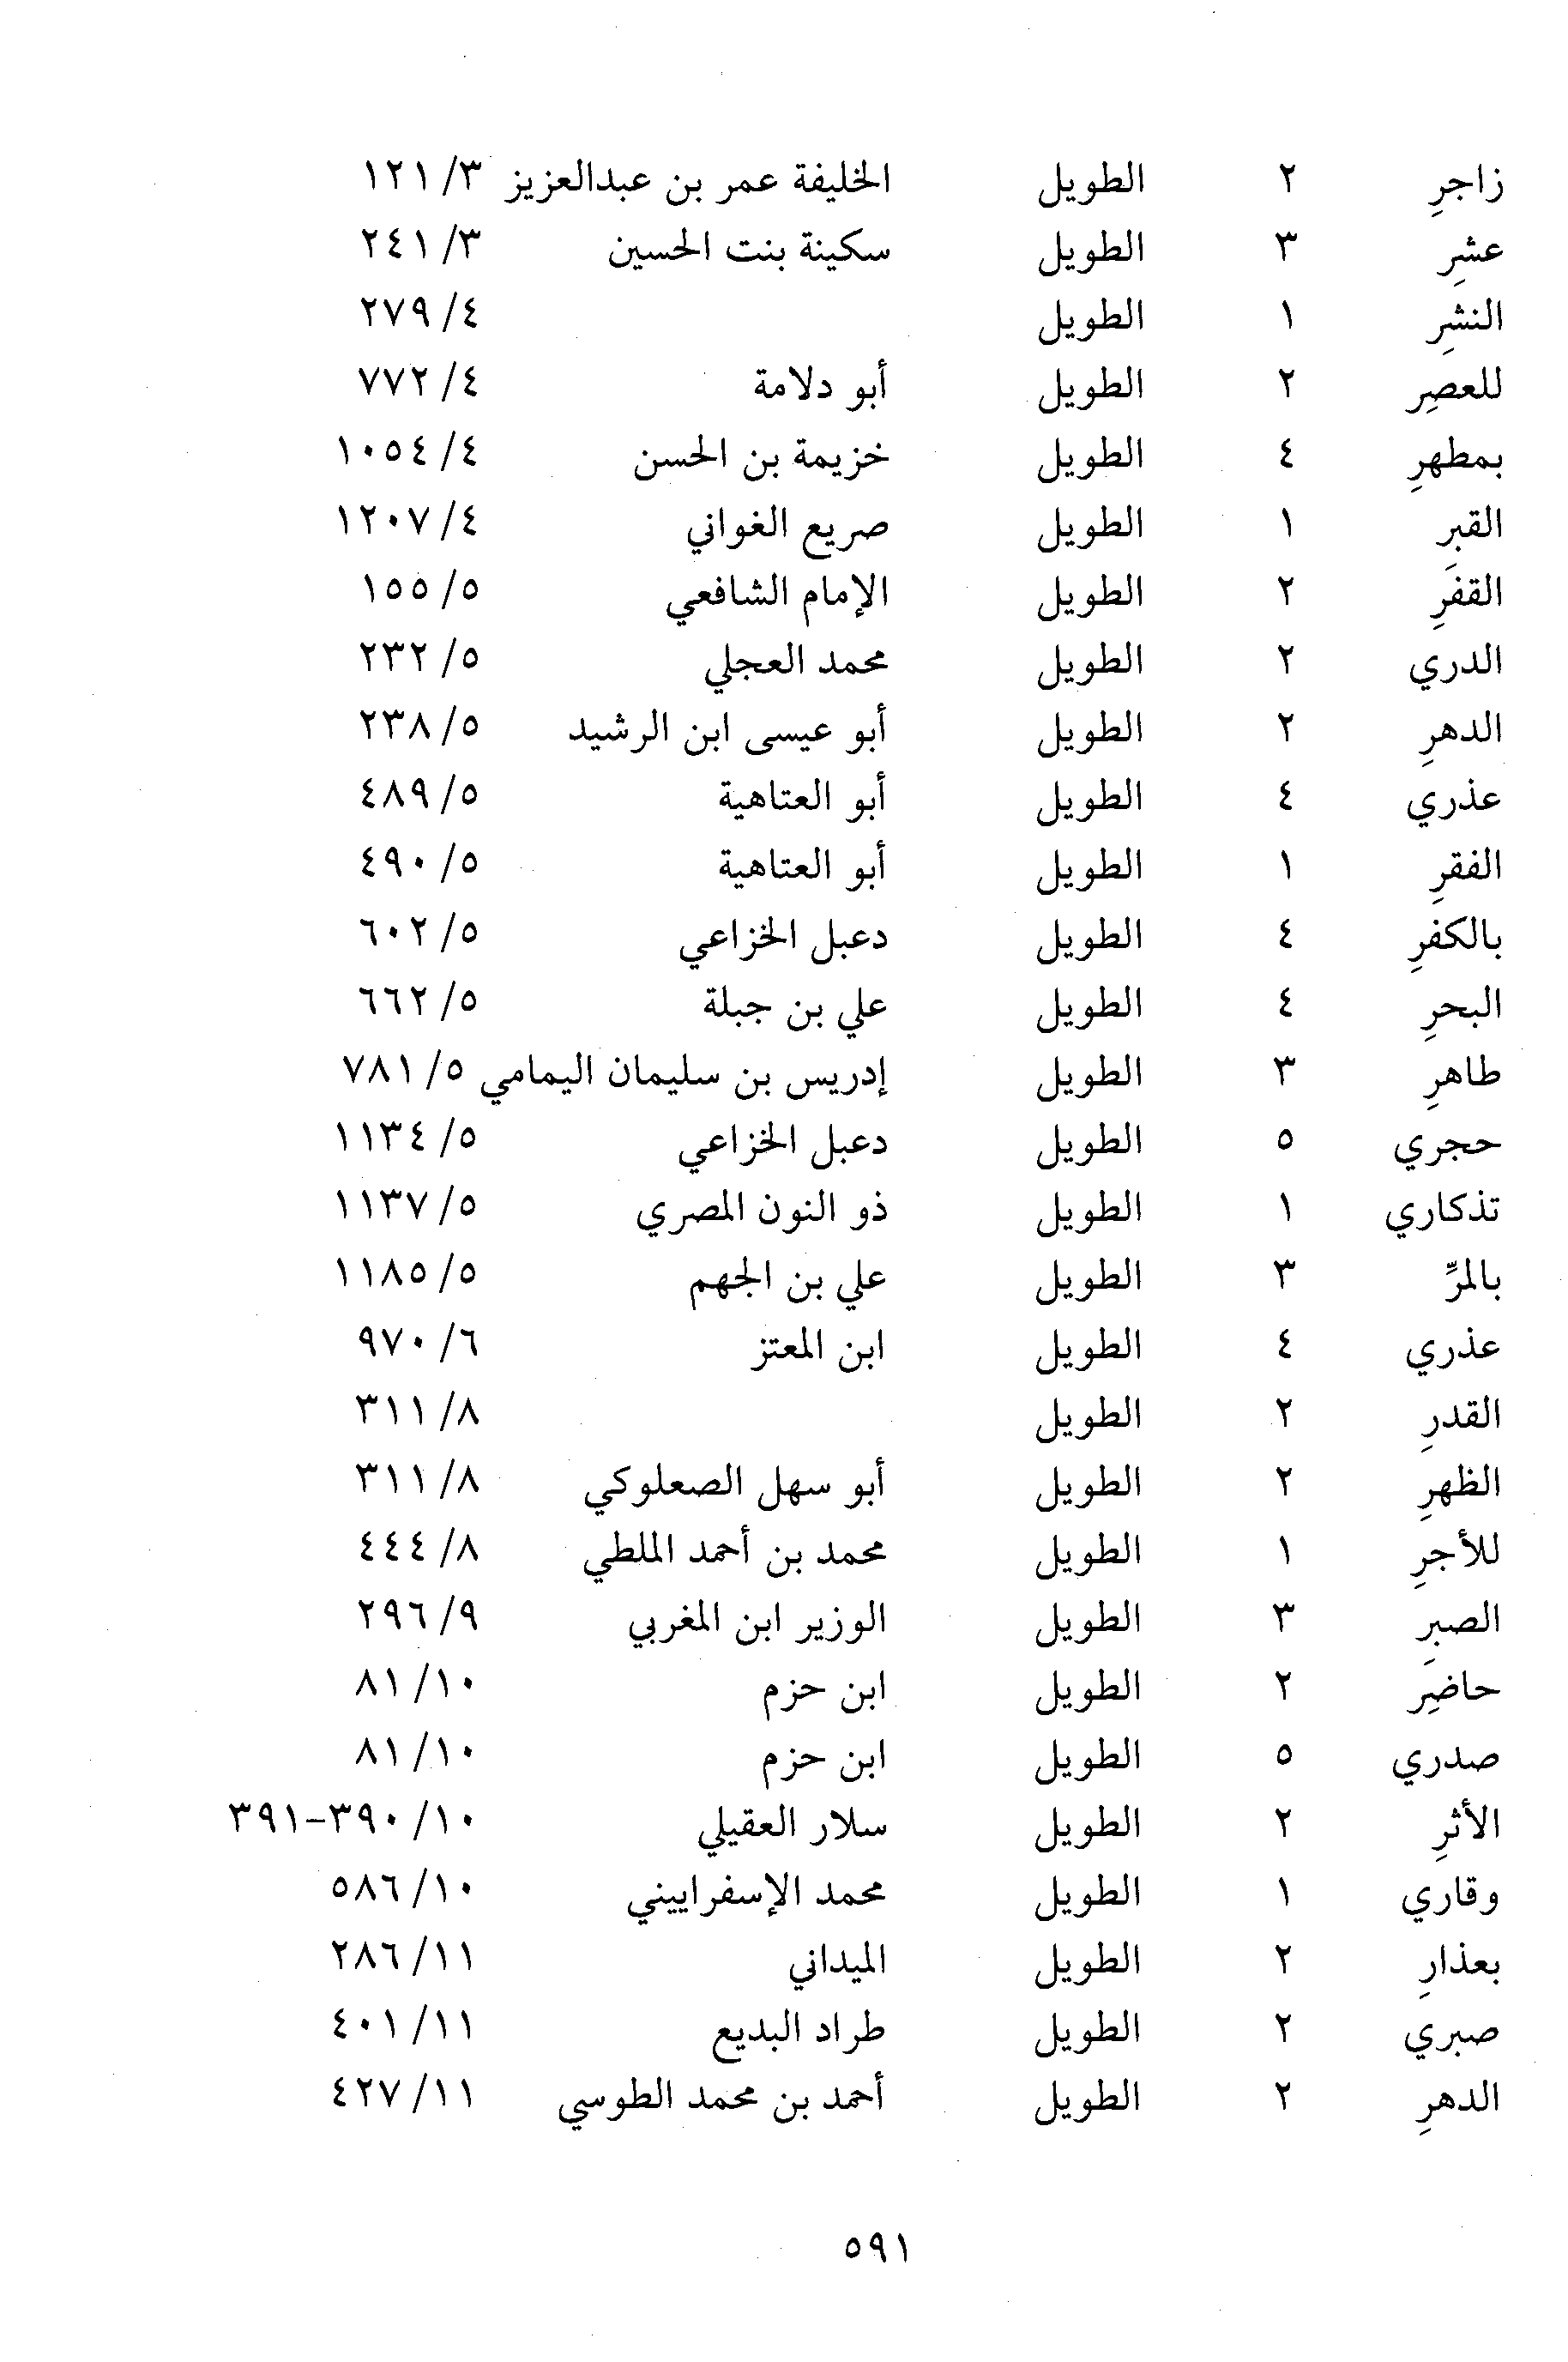 زاجرِ ٢ الطويل الخليفة عمر بن عبدالعزيز ٣/ ١٢١
عشرِ ٣ الطويل سكينة بنت الحسين ٣/ ٢٤١
النشرِ ١ الطويل ٤/ ٢٧٩
للعصرِ ٢ الطويل أبو دلامة ٤/ ٧٧٢
بمطهرِ ٤ الطويل خزيمة بن الحسن ٤/ ١٠٥٤
القبرِ ١ الطويل صريع الغواني ٤/ ١٢٠٧
القفرِ ٢ الطويل الإمام الشافعي ٥/ ١٥٥
الدري ٢ الطويل محمد العجلي ٥/ ٢٣٢
الدهرِ ٢ الطويل أبو عيسى ابن الرشيد ٥/ ٢٣٨
عذري ٤ الطويل أبو العتاهية ٥/ ٤٨٩
الفقرِ ١ الطويل أبو العتاهية ٥/ ٤٩٠
بالكفرِ ٤ الطويل دعبل الخزاعي ٥/ ٦٠٢
البحرِ ٤ الطويل علي بن جبلة ٥/ ٦٦٢
طاهرِ ٣ الطويل إدريس بن سليمان اليمامي ٥/ ٧٨١
حجري ٥ الطويل دعبل الخزاعي ٥/ ١١٣٤
تذكاري ١ الطويل ذو النون المصري ٥/ ١١٣٧
بالمرِّ ٣ الطويل علي بن الجهم ٥/ ١١٨٥
عذري ٤ الطويل ابن المعتز ٦/ ٩٧٠
القدرِ ٢ الطويل ٨/ ٣١١
الظهرِ ٢ الطويل أبو سهل الصعلوكي ٨/ ٣١١
للأجرِ ١ الطويل محمد بن أحمد الملطي ٨/ ٤٤٤
الصبرِ ٣ الطويل الوزير ابن المغربي ٩/ ٢٩٦
حاضرِ ٢ الطويل ابن حزم ١٠/ ٨١
صدري ٥ الطويل ابن حزم ١٠/ ٨١
الأثرِ ٢ الطويل سلار العقيلي ١٠/ ٣٩٠-٣٩١
وقاري ١ الطويل محمد الإسفراييني ١٠/ ٥٨٦
بعذارِ ٢ الطويل الميداني ١١/ ٢٨٦
صبري ٢ الطويل طراد البديع ١١/ ٤٠١
الدهرِ ٢ الطويل أحمد بن محمد الطوسي ١١/ ٤٢٧
٥٩١